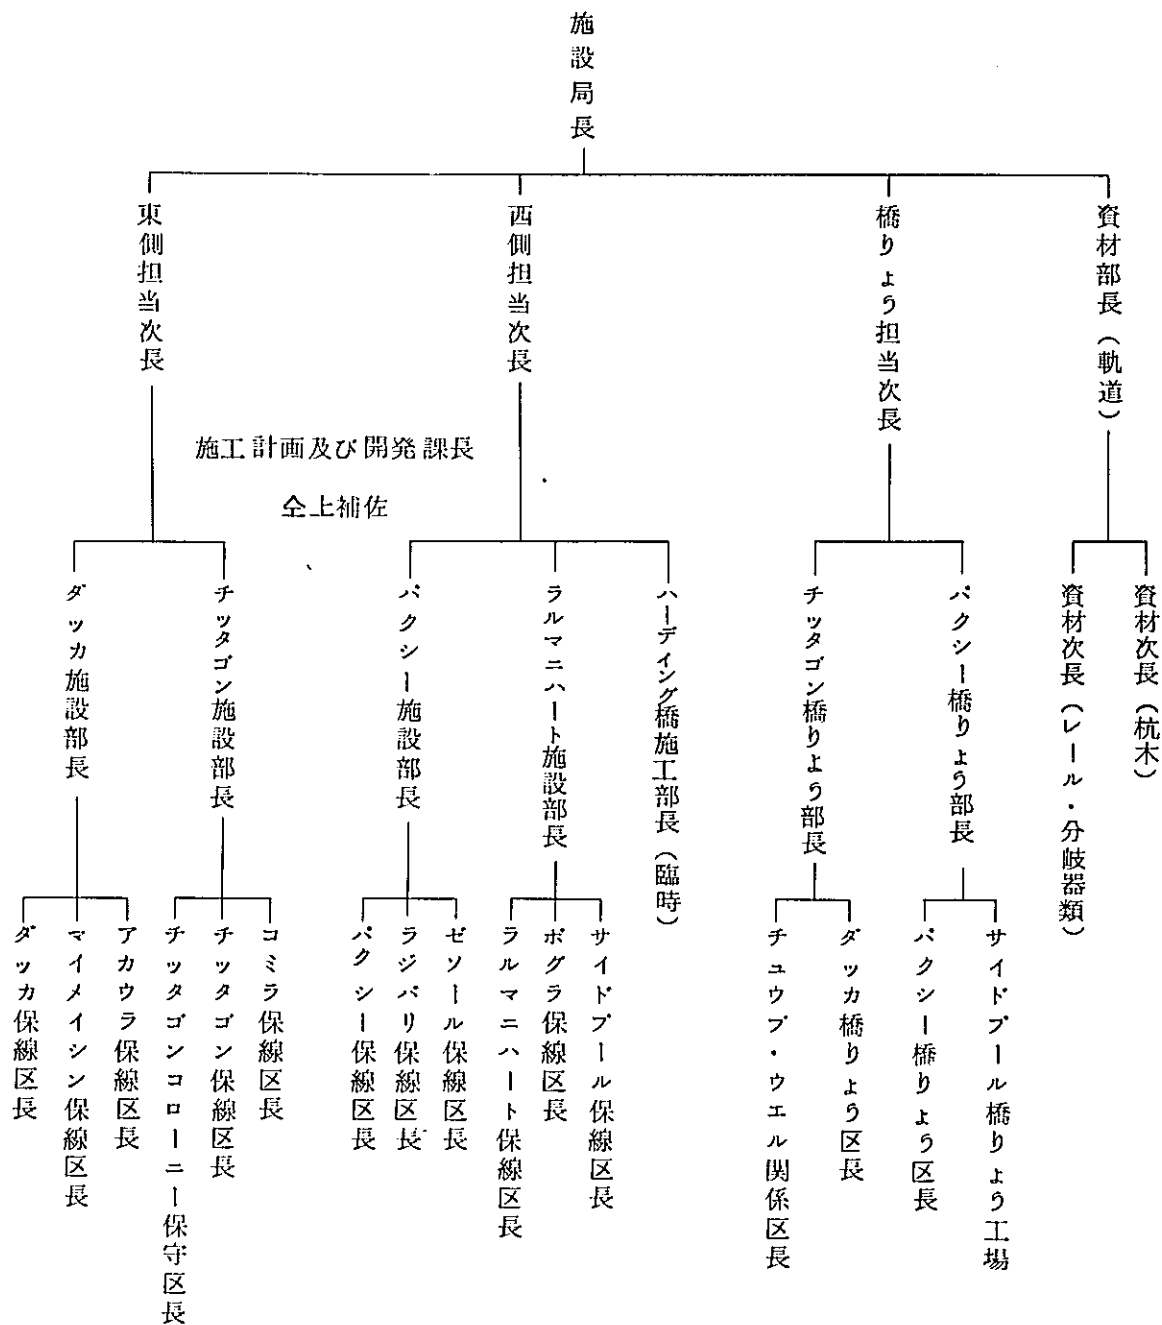 施設局長
東側担当次長
西側担当次長
橋りょう担当次長
資材部長(軌道)
施工計画及び開発課長
仝上補佐
ダッカ施設部長
チッタゴン施設部長
パクシー施設部長
ラルマニハート施設部長
ハーディング橋施工部長(臨時)
チッタゴン橋りょう部長
パクシー橋りょう部長
資材次長(レール・分岐器類)
資材次長(枕木)
ダッカ保線区長
マイメイシン保線区長
アカウラ保線区長
チッタゴンコローニー保守区長
チッタゴン保線区長
コミラ保線区長
パクシー保線区長
ラジバリ保線区長
ゼソール保線区長
ラルマニハート保線区長
ボグラ保線区長
サイドプール保線区長
チュウブ・ウエル関係区長
ダッカ橋りょう区長
パクシー橋りょう区長
サイドプール橋りょう工場